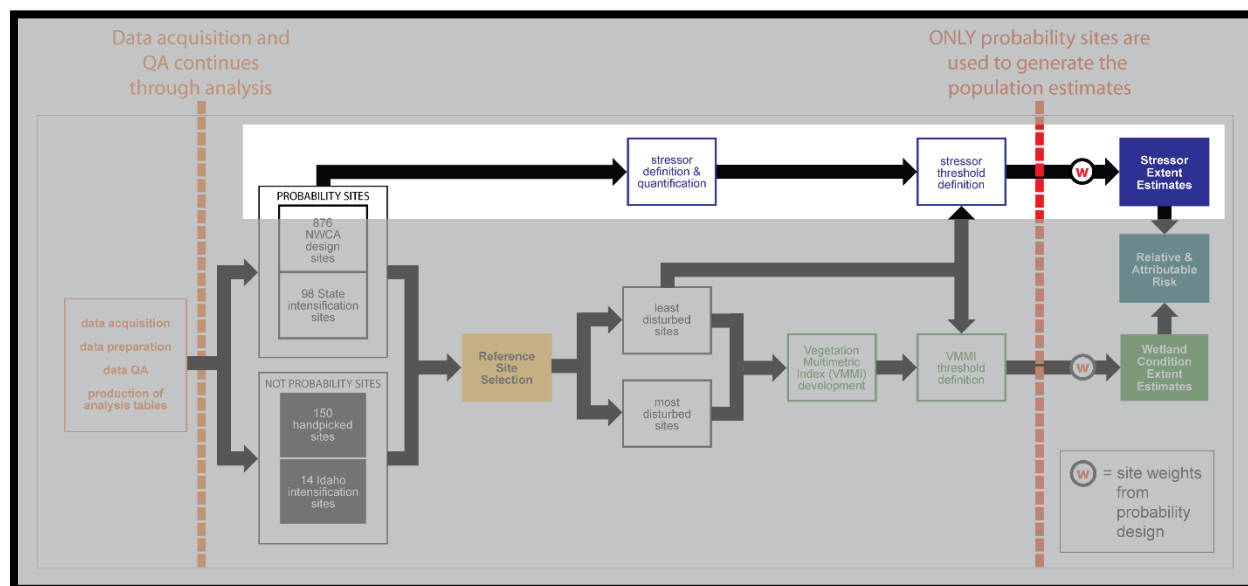 Data acquisition and
QA continues
through analysis
ONLY probability sites are
used to generate the
population estimates
stressor
definition &
quantification
stressor
threshold
definition
w
Stressor
Extent
Estimates
PROBABILITY SITES
876
NWCA
design
sites
98 State
intensification
sites
Relative &
Attributable
Risk
data acquisition
data preparation
data QA
production of
analysis tables
Reference
Site
Selection
least
disturbed
sites
most
disturbed
sites
Vegetation
Multimetric
Index (VMMI)
development
VMMI
threshold
definition
w
Wetland
Condition
Extent
Estimates
NOT PROBABILITY SITES
150
handpicked
sites
14 Idaho
intensification
sites
w = site weights
from
probability
design